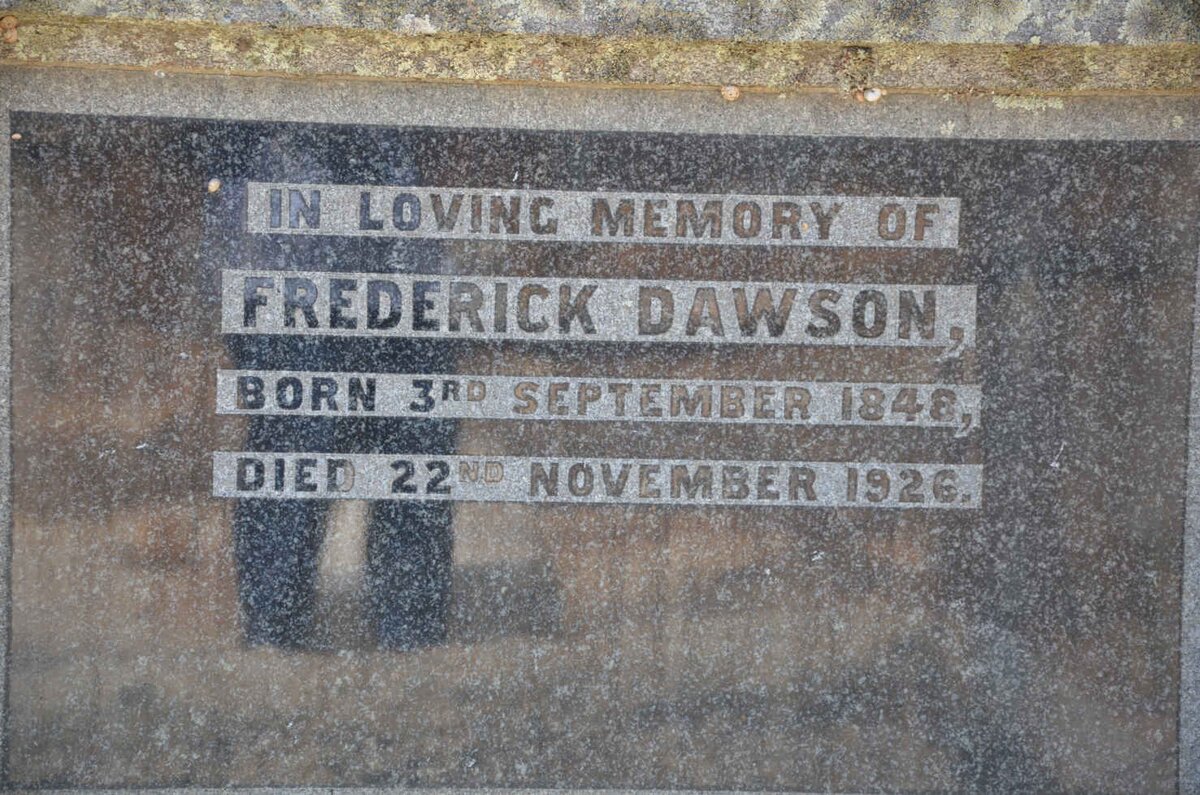 IN LOVING MEMORY OF
FREDERICK DAWSON,
BORN 3RD SEPTEMBER 1848,
DIED 22ND NOVEMBER 1926.